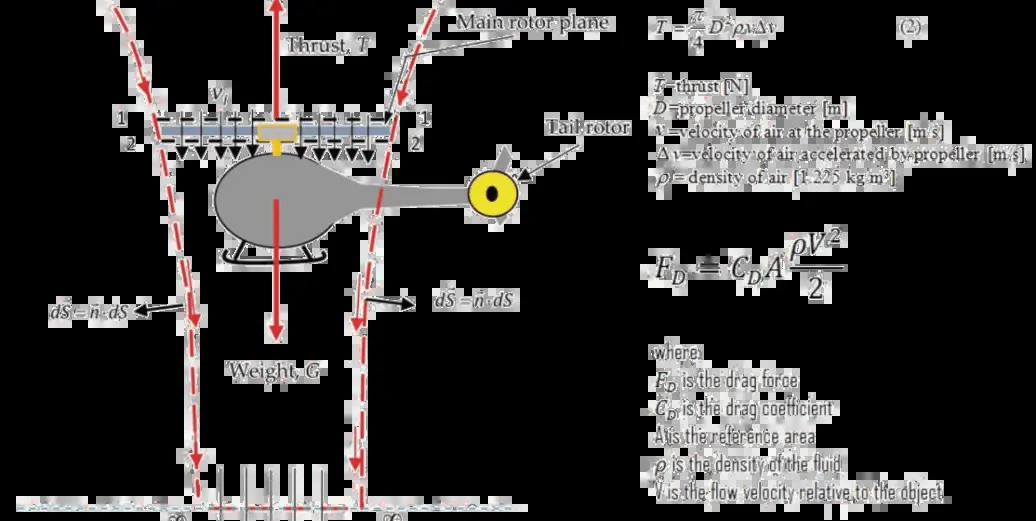 Main rotor plane
Thrust, T
v_i
1
1
2
2
Tail rotor
dS⃗ = n⃗·dS
dS⃗ = n⃗·dS
Weight, G
∞
∞
T = π/4 D²ρvΔv (2)
T=thrust [N]
D=propeller diameter [m]
v=velocity of air at the propeller [m/s]
Δv=velocity of air accelerated by propeller [m/s]
ρ=density of air [1.225 kg/m³]
F_D = C_D A ρV²/2
where:
F_D is the drag force
C_D is the drag coefficient
A is the reference area
ρ is the density of the fluid
V is the flow velocity relative to the object